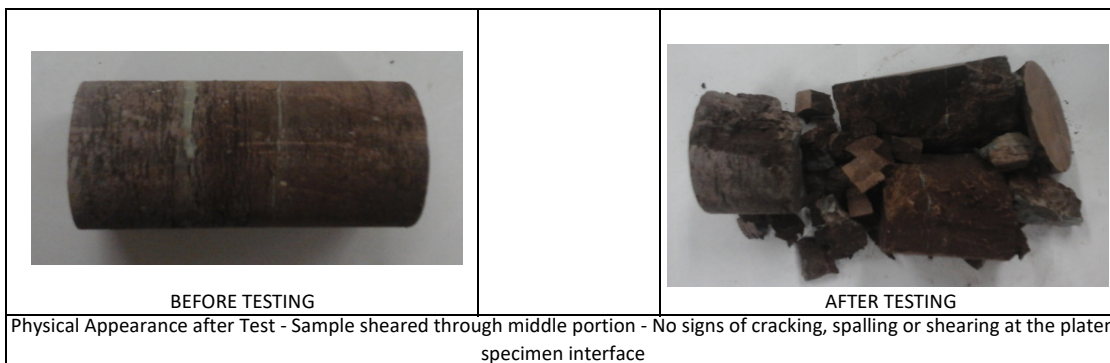 BEFORE TESTING
AFTER TESTING
Physical Appearance after Test - Sample sheared through middle portion - No signs of cracking, spalling or shearing at the platen
specimen interface